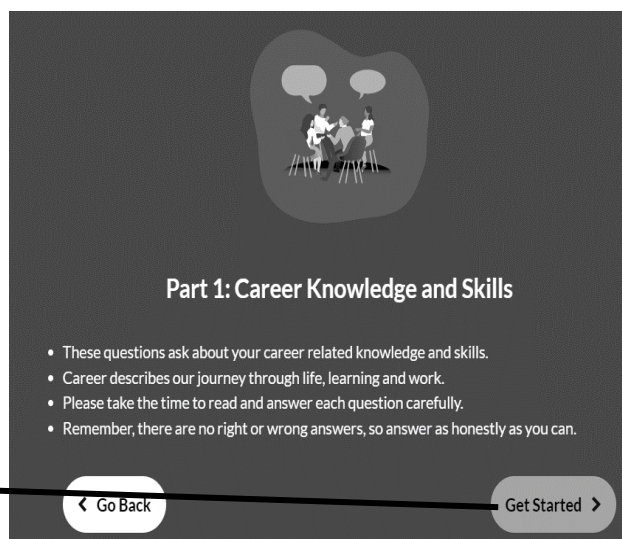 Part 1: Career Knowledge and Skills
• These questions ask about your career related knowledge and skills.
• Career describes our journey through life, learning and work.
• Please take the time to read and answer each question carefully.
• Remember, there are no right or wrong answers, so answer as honestly as you can.
Go Back
Get Started